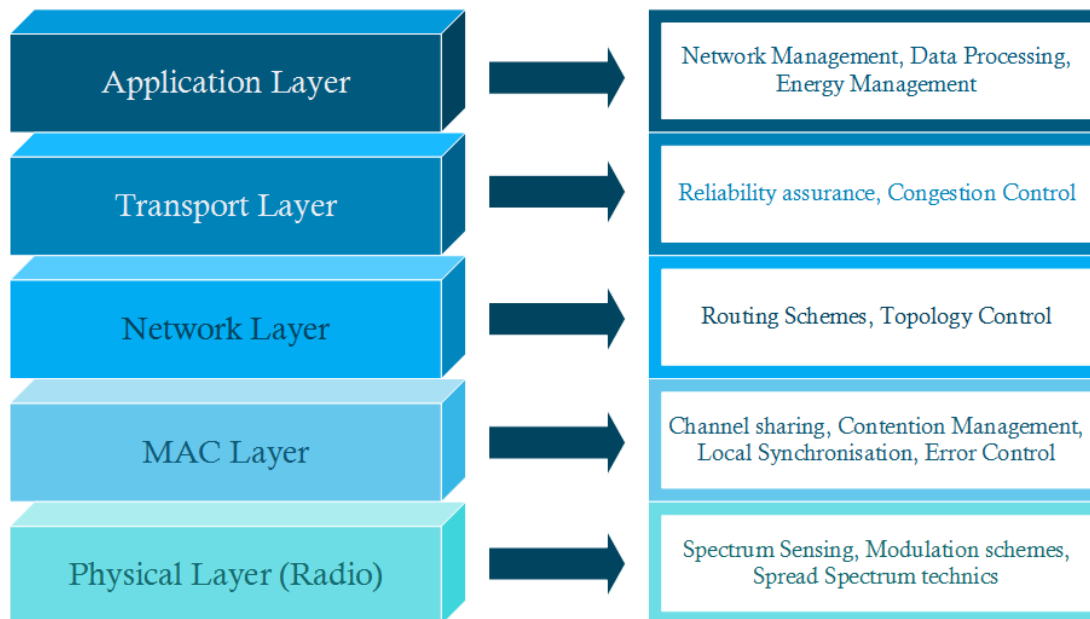 Application Layer
Network Management, Data Processing,
Energy Management
Transport Layer
Reliability assurance, Congestion Control
Network Layer
Routing Schemes, Topology Control
MAC Layer
Channel sharing, Contention Management,
Local Synchronisation, Error Control
Physical Layer (Radio)
Spectrum Sensing, Modulation schemes,
Spread Spectrum technics